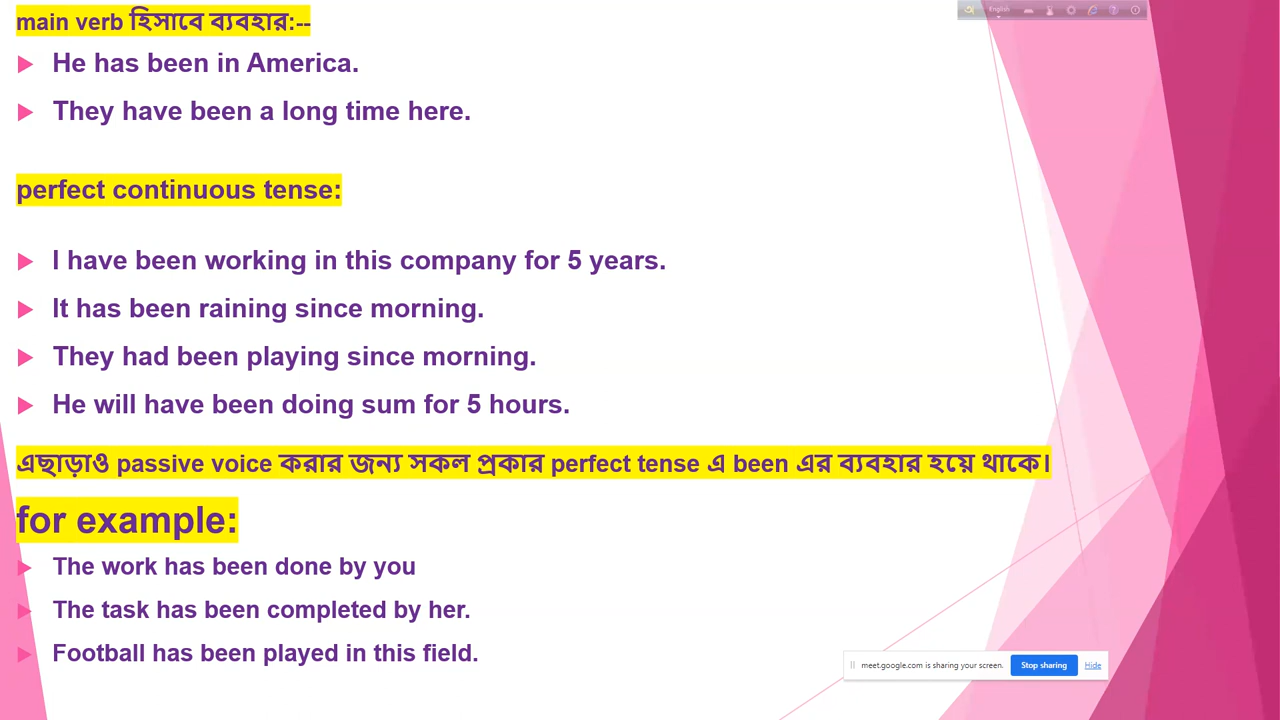 main verb হিসাবে ব্যবহার:--
English
He has been in America.
They have been a long time here.
perfect continuous tense:
I have been working in this company for 5 years.
It has been raining since morning.
They had been playing since morning.
He will have been doing sum for 5 hours.
এছাড়াও passive voice করার জন্য সকল প্রকার perfect tense এ been এর ব্যবহার হয়ে থাকে।
for example:
The work has been done by you
The task has been completed by her.
Football has been played in this field.
meet.google.com is sharing your screen. Stop sharing Hide